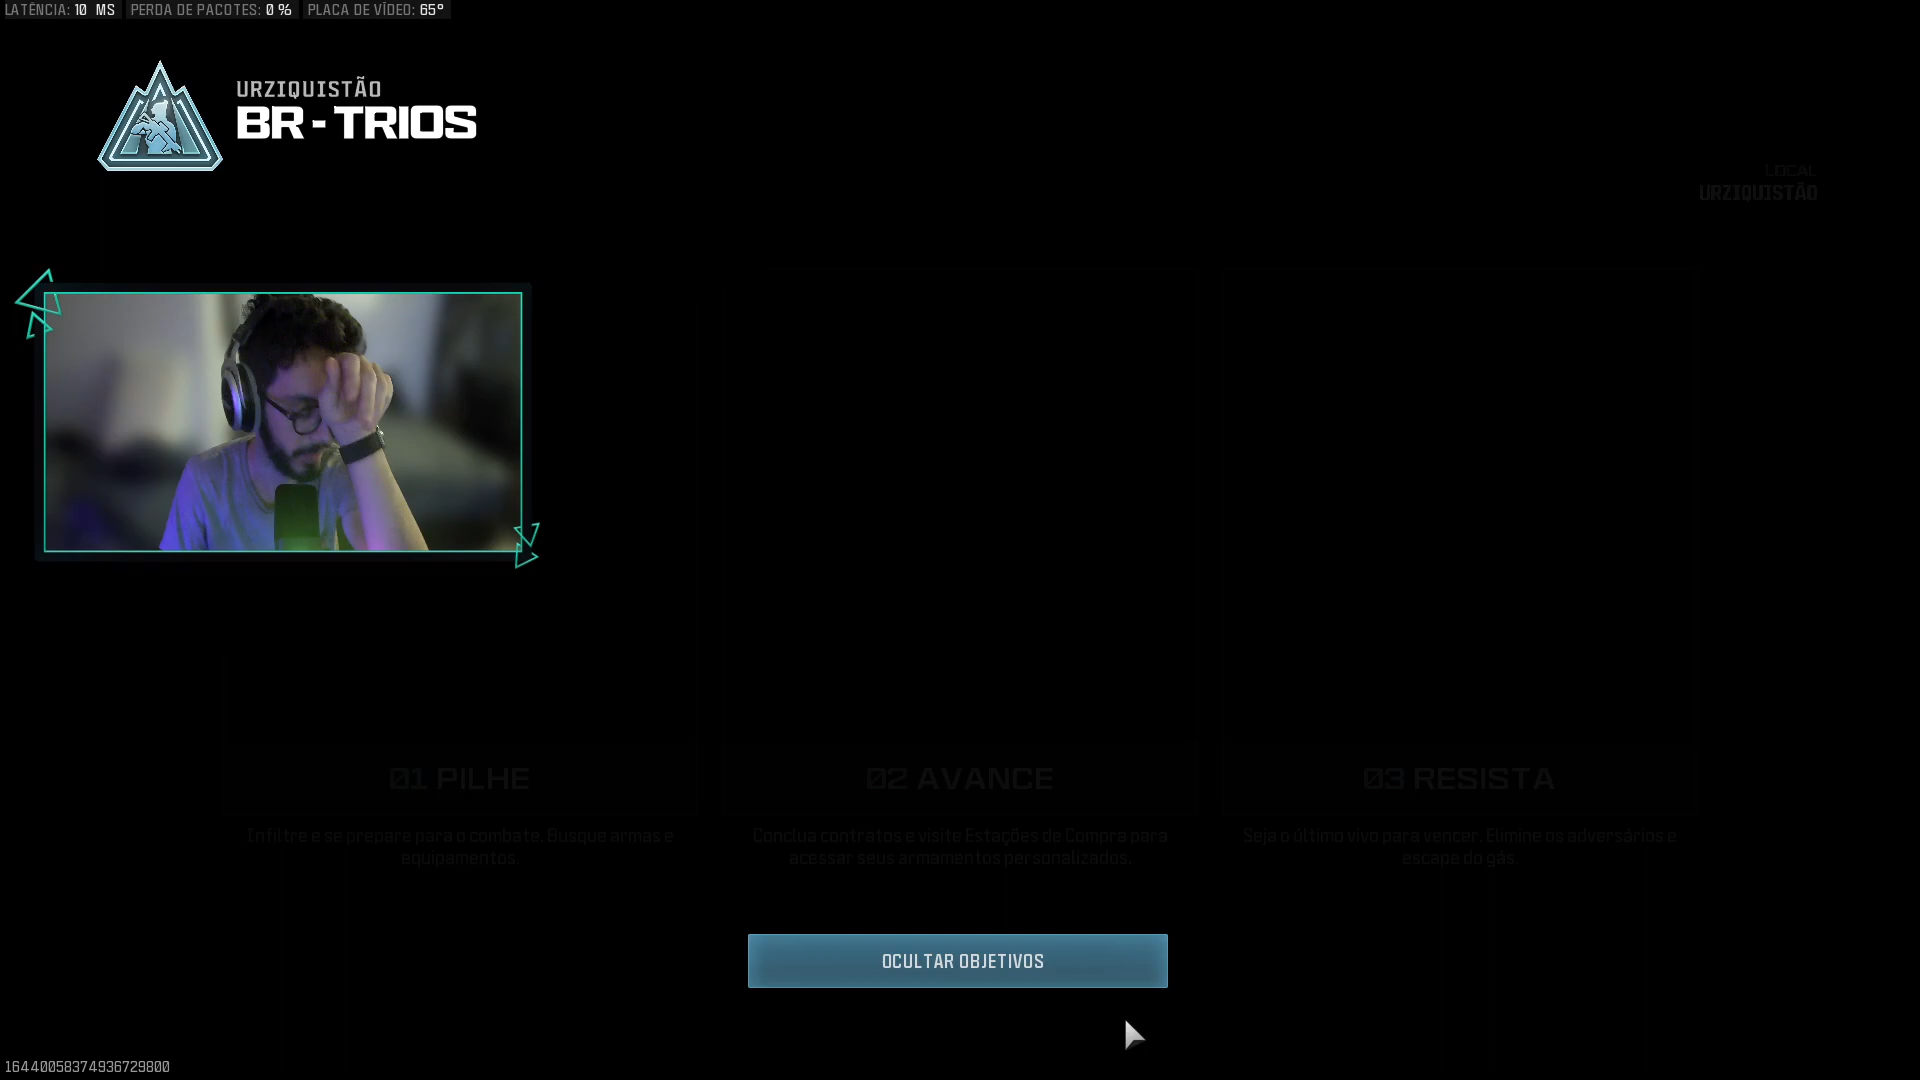 LATÊNCIA: 10 MS PERDA DE PACOTES: 0 % PLACA DE VÍDEO: 65°
URZIQUISTÃO
BR - TRIOS
LOCAL
URZIQUISTÃO
01 PILHE
Infiltre e se prepare para o combate. Busque armas e
equipamentos.
02 AVANCE
Conclua contratos e visite Estações de Compra para
acessar seus armamentos personalizados.
03 RESISTA
Seja o último vivo para vencer. Elimine os adversários e
escape do gás.
OCULTAR OBJETIVOS
16440058374936729800